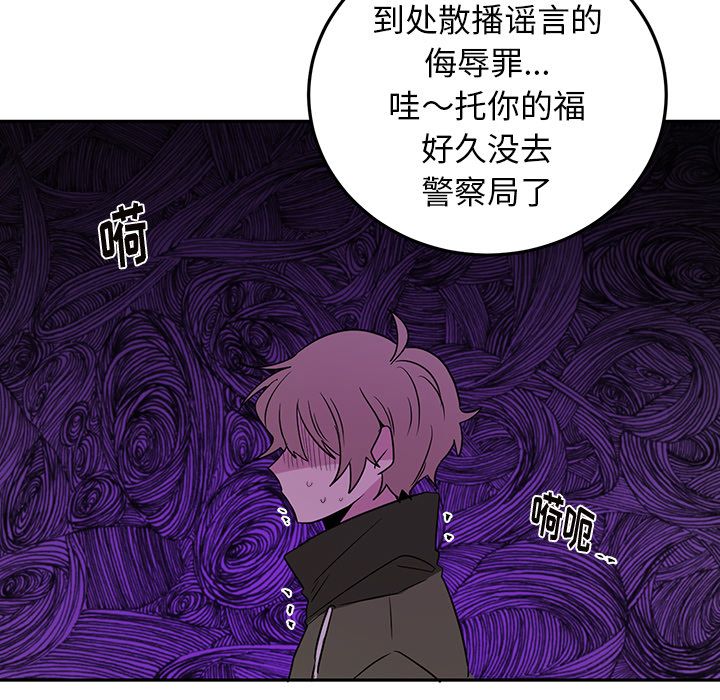 到处散播谣言的
侮辱罪…
哇～托你的福
好久没去
警察局了
嗬
嗬呃…